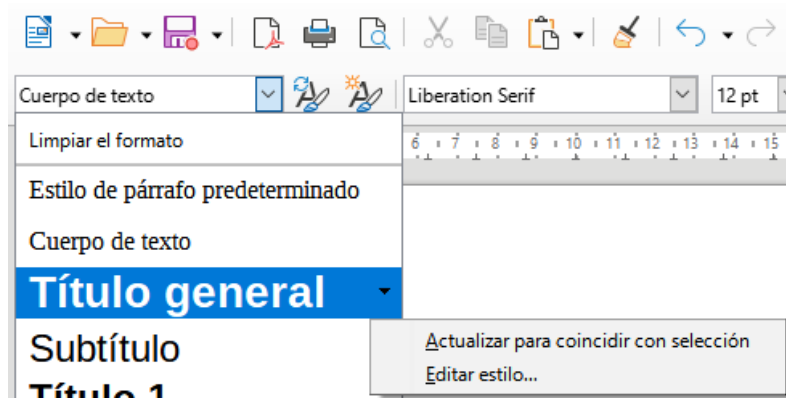 Cuerpo de texto
Liberation Serif
12 pt
Limpiar el formato
6 7 8 9 10 11 12 13 14 15
Estilo de párrafo predeterminado
Cuerpo de texto
Título general
Subtítulo
Actualizar para coincidir con selección
Editar estilo...
Título 1